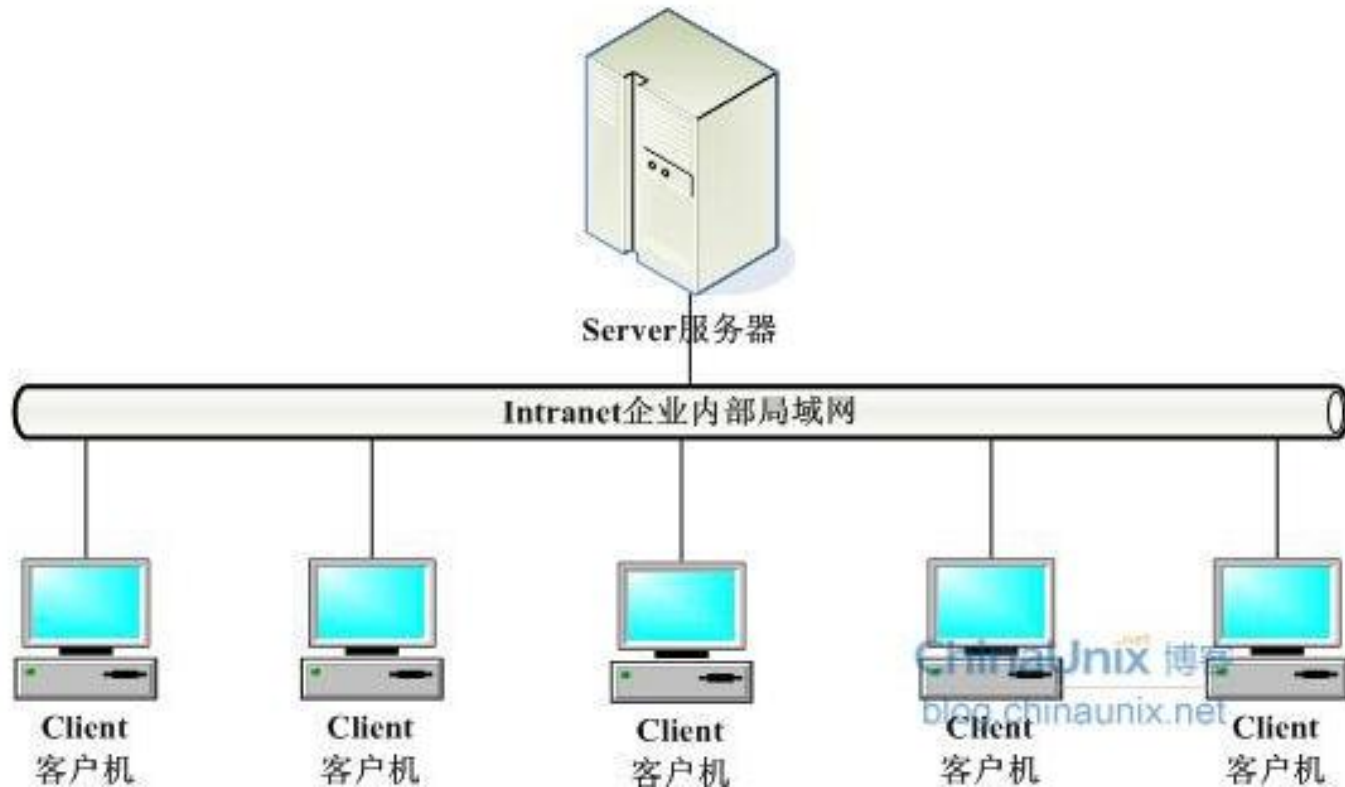 Server服务器
Intranet企业内部局域网
ChinaUnix.net 博客
blog.chinaunix.net
Client
客户机
Client
客户机
Client
客户机
Client
客户机
Client
客户机